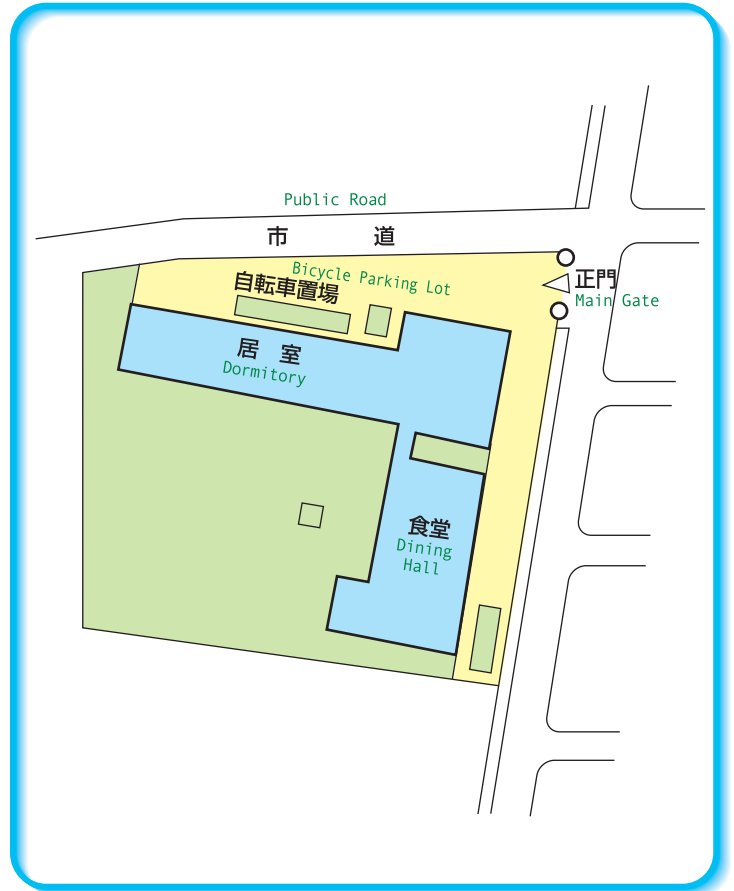 Public Road
市 道
Bicycle Parking Lot
自転車置場
正門
Main Gate
居 室
Dormitory
食堂
Dining
Hall